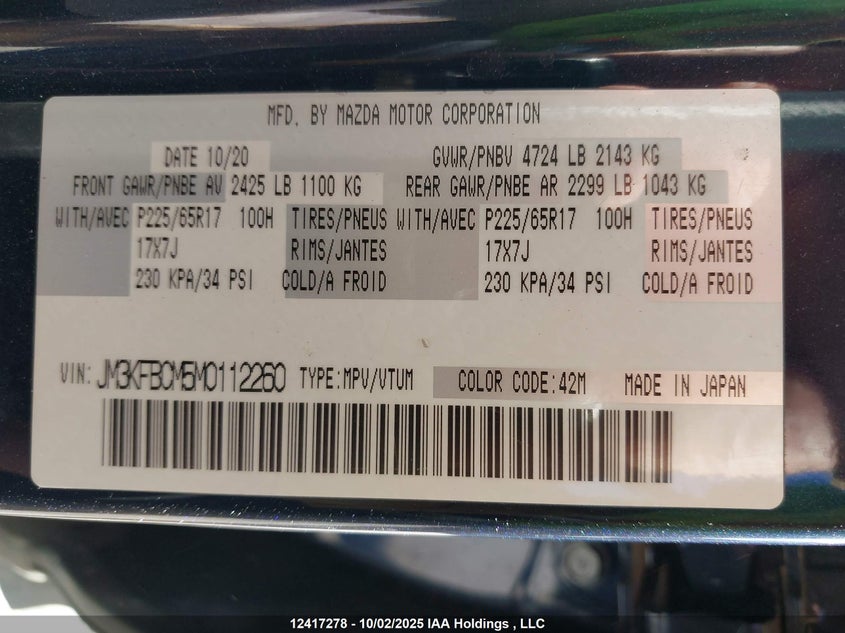 MFD. BY MAZDA MOTOR CORPORATION
DATE 10/20 GVWR/PNBV 4724 LB 2143 KG
FRONT GAWR/PNBE AV 2425 LB 1100 KG REAR GAWR/PNBE AR 2299 LB 1043 KG
WITH/AVEC P225/65R17 100H TIRES/PNEUS WITH/AVEC P225/65R17 100H TIRES/PNEUS
17X7J RIMS/JANTES 17X7J RIMS/JANTES
230 KPA/34 PSI COLD/A FROID 230 KPA/34 PSI COLD/A FROID
VIN: JM3KFBCM5M0112260 TYPE:MPV/VTUM COLOR CODE:42M MADE IN JAPAN
12417278 - 10/02/2025 IAA Holdings , LLC